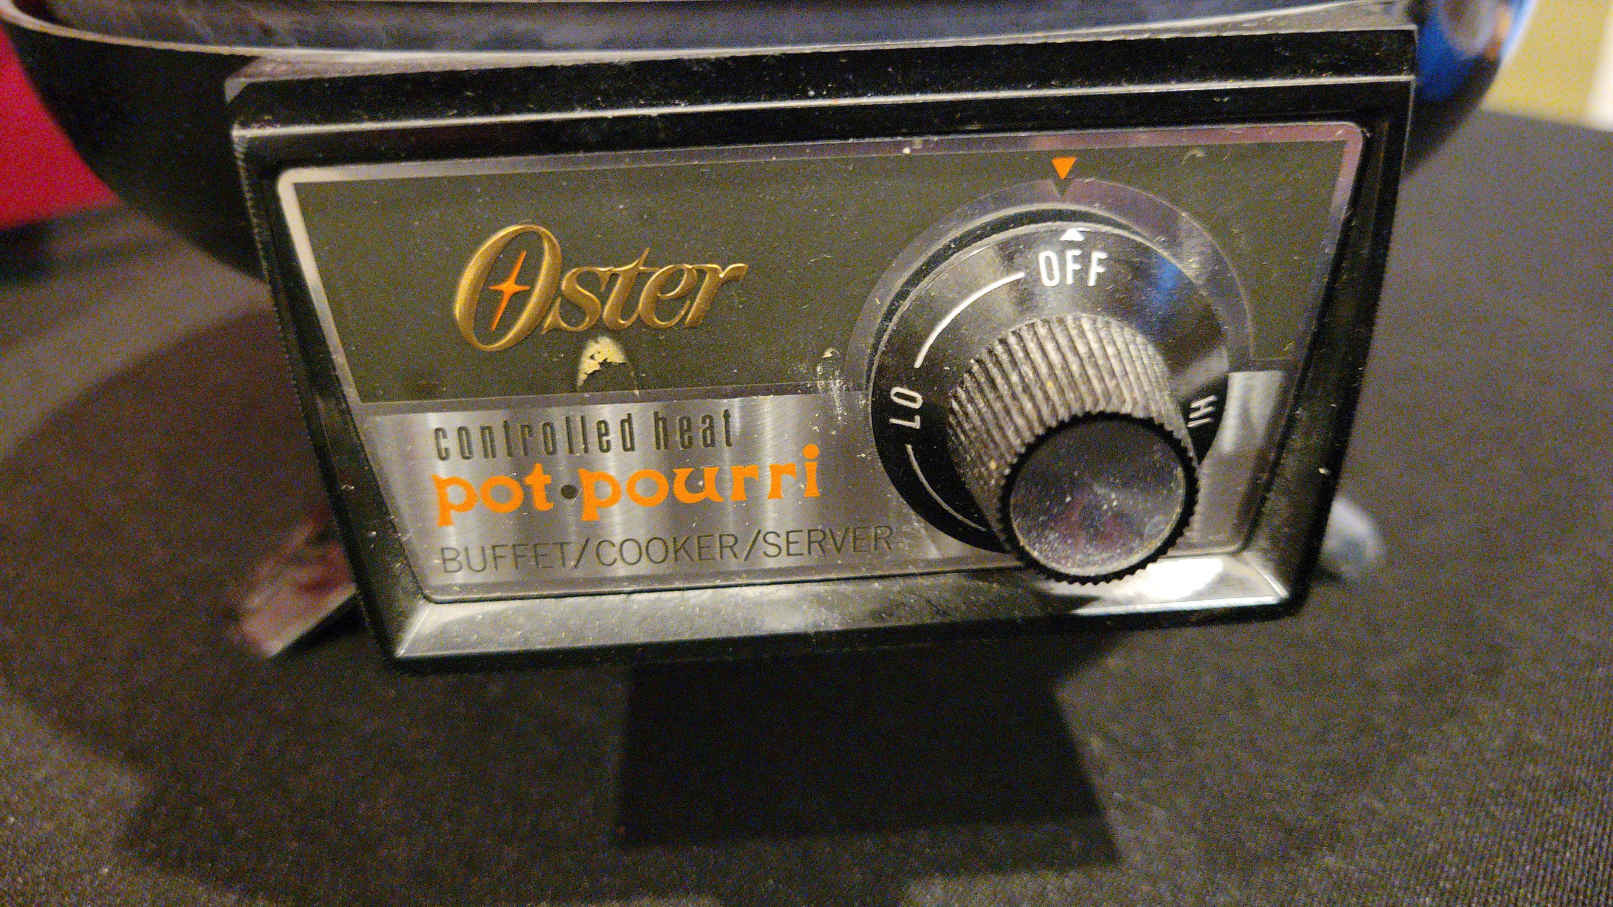 Oster
controlled heat
pot·pourri
BUFFET/COOKER/SERVER
OFF
LO
HI